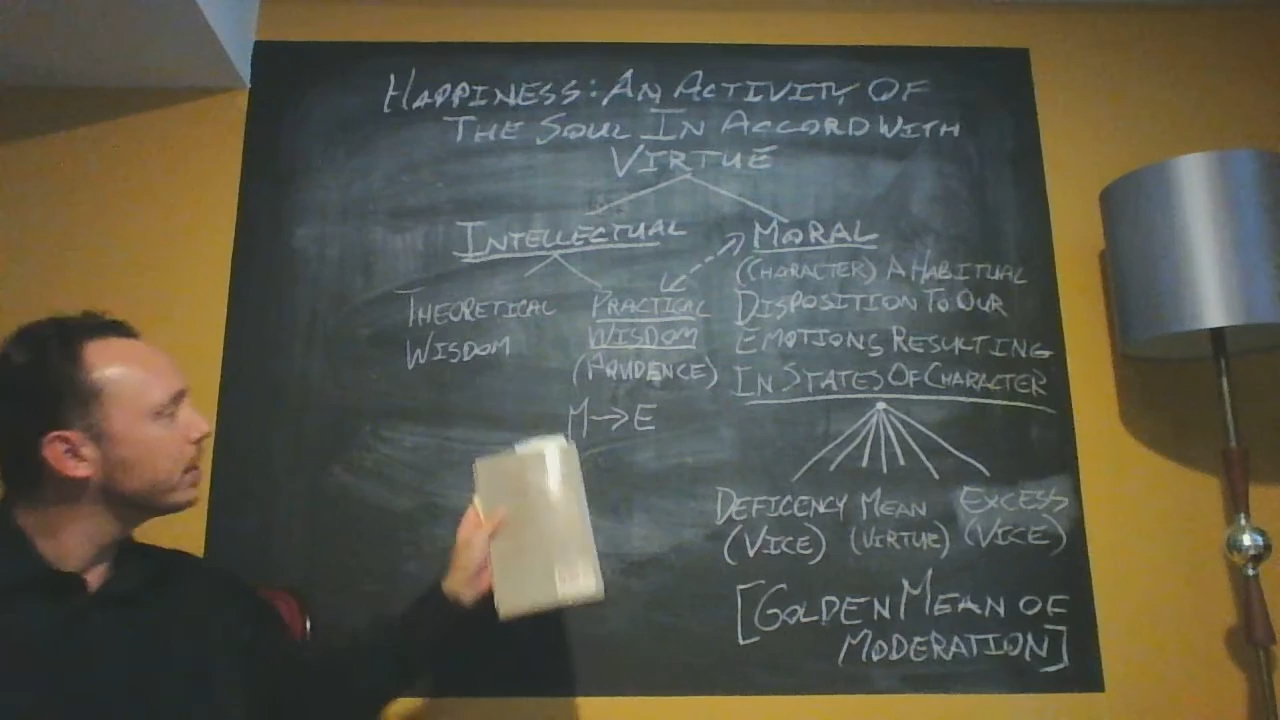 HAPPINESS: AN ACTIVITY OF
THE SOUL IN ACCORD WITH
VIRTUE
INTELLECTUAL
THEORETICAL
WISDOM
PRACTICAL
WISDOM
(PRUDENCE)
M→E
MORAL
(CHARACTER) A HABITUAL
DISPOSITION TO OUR
EMOTIONS RESULTING
IN STATES OF CHARACTER
DEFICENCY MEAN EXCESS
(VICE) (VIRTUE) (VICE)
[GOLDEN MEAN OF
MODERATION]